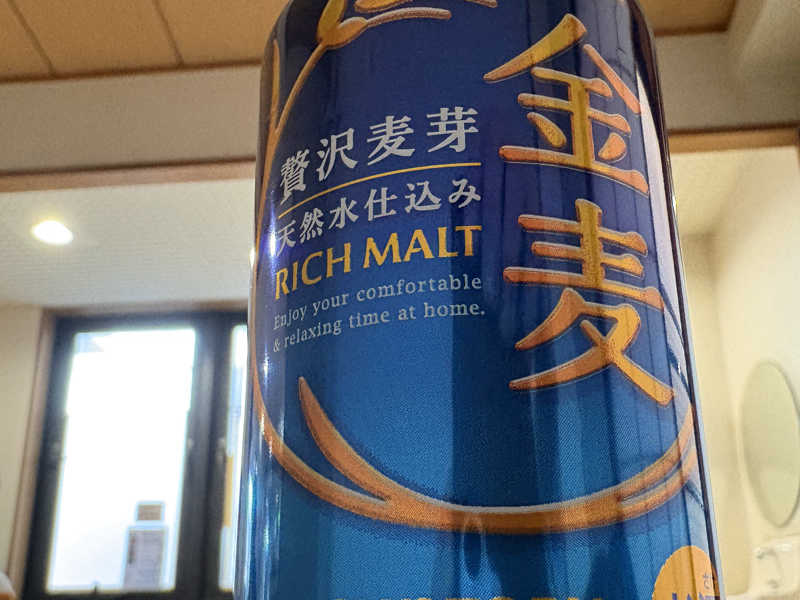 金麦
贅沢麦芽
天然水仕込み
RICH MALT
Enjoy your comfortable
& relaxing time at home.